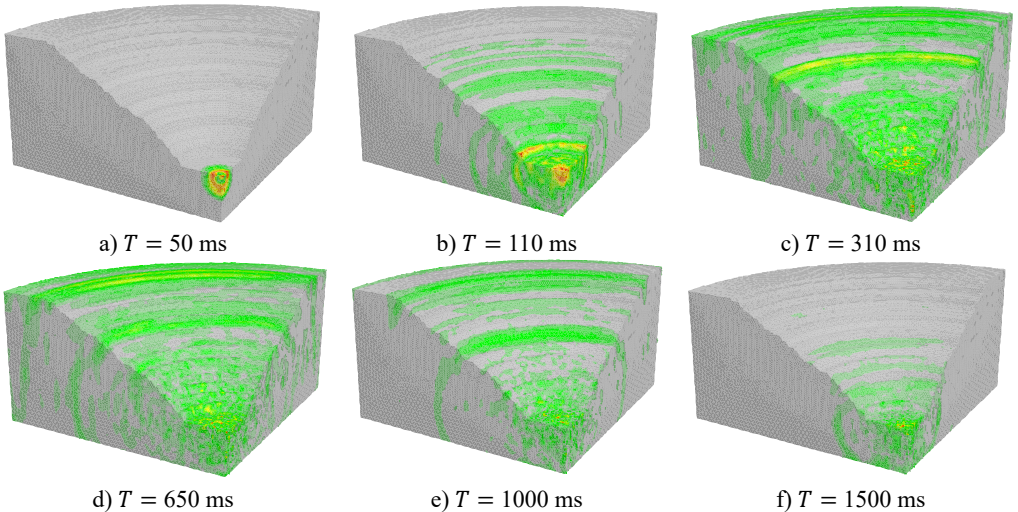 a) T = 50 ms
b) T = 110 ms
c) T = 310 ms
d) T = 650 ms
e) T = 1000 ms
f) T = 1500 ms